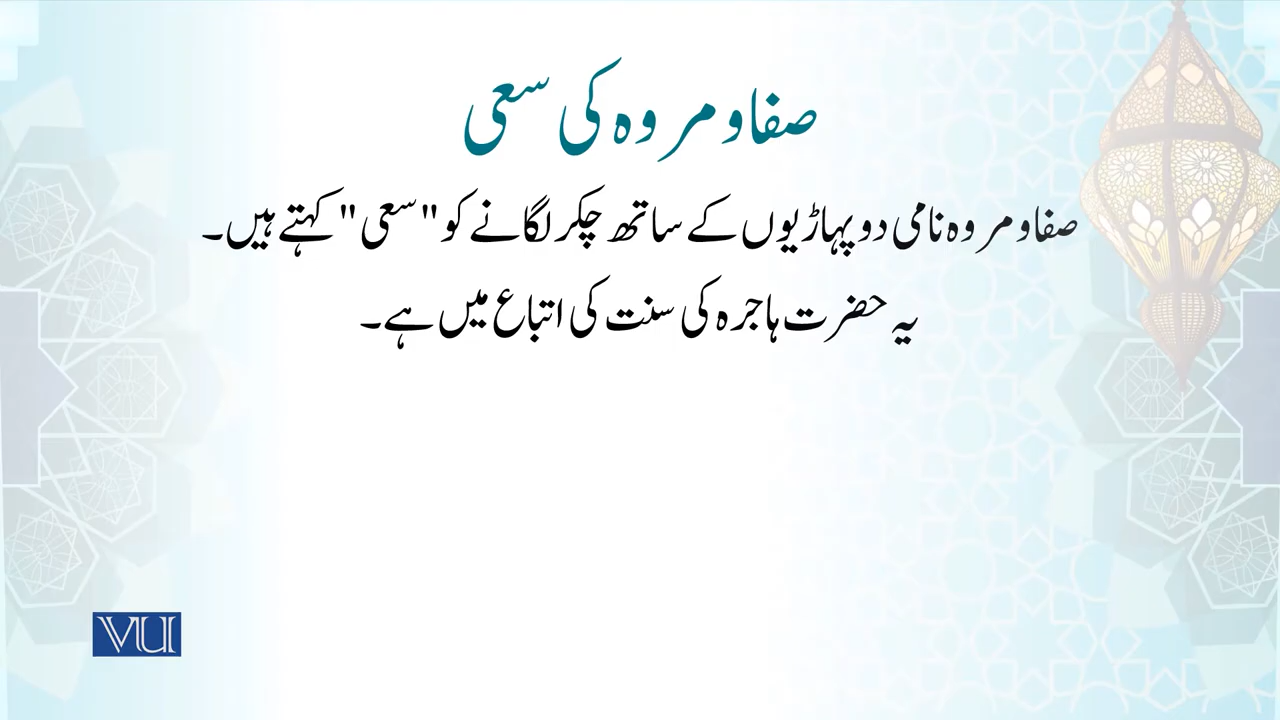 صفا و مروہ کی سعی
صفا و مروہ نامی دو پہاڑیوں کے ساتھ چکر لگانے کو "سعی" کہتے ہیں۔
یہ حضرت ہاجرہ کی سنت کی اتباع میں ہے۔
VU